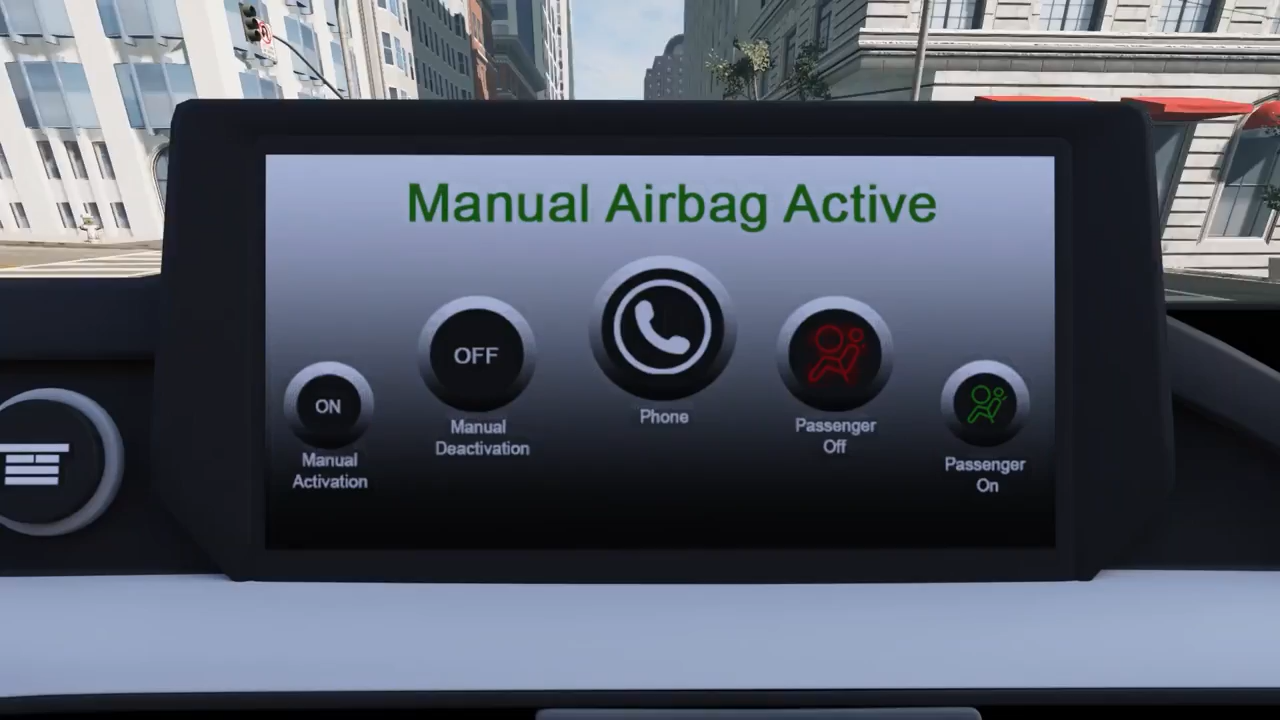 Manual Airbag Active
ON
Manual
Activation
OFF
Manual
Deactivation
Phone
Passenger
Off
Passenger
On